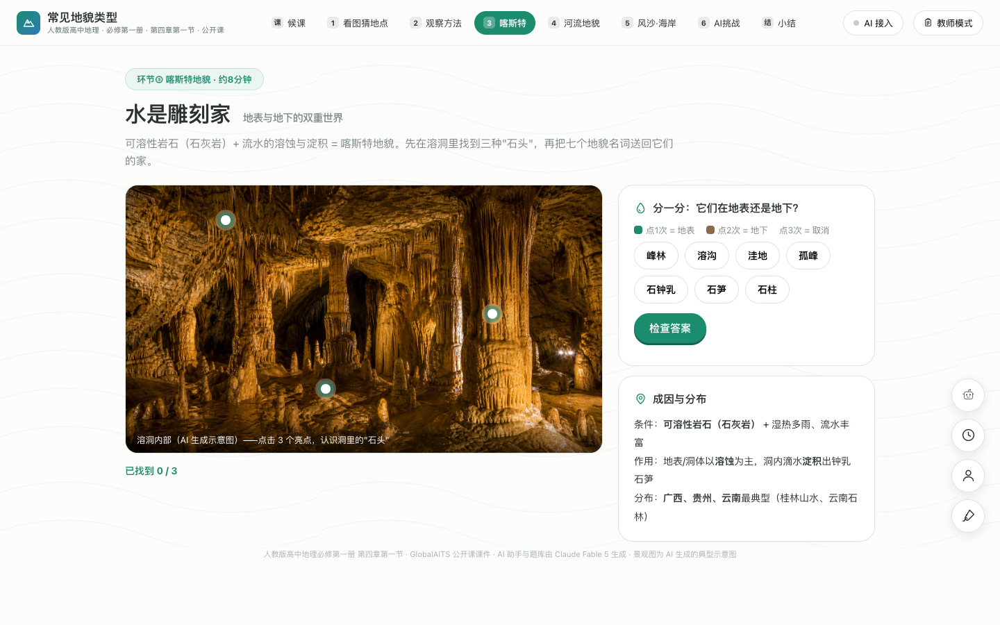 常见地貌类型
人教版高中地理 · 必修第一册 · 第四章第一节 · 公开课
课 候课
1 看图猜地点
2 观察方法
3 喀斯特
4 河流地貌
5 风沙·海岸
6 AI挑战
结 小结
AI 接入
教师模式
环节③ 喀斯特地貌 · 约8分钟
水是雕刻家 地表与地下的双重世界
可溶性岩石（石灰岩）+ 流水的溶蚀与淀积 = 喀斯特地貌。先在溶洞里找到三种"石头"，再把七个地貌名词送回它们
的家。
溶洞内部（AI 生成示意图）——点击 3 个亮点，认识洞里的"石头"
已找到 0 / 3
分一分：它们在地表还是地下？
点1次 = 地表 点2次 = 地下 点3次 = 取消
峰林 溶沟 洼地 孤峰
石钟乳 石笋 石柱
检查答案
成因与分布
条件：可溶性岩石（石灰岩） + 湿热多雨、流水丰
富
作用：地表/洞体以溶蚀为主，洞内滴水淀积出钟乳
石笋
分布：广西、贵州、云南最典型（桂林山水、云南石
林）
人教版高中地理必修第一册 第四章第一节 · GlobalAITS 公开课课件 · AI 助手与题库由 Claude Fable 5 生成 · 景观图为 AI 生成的典型示意图